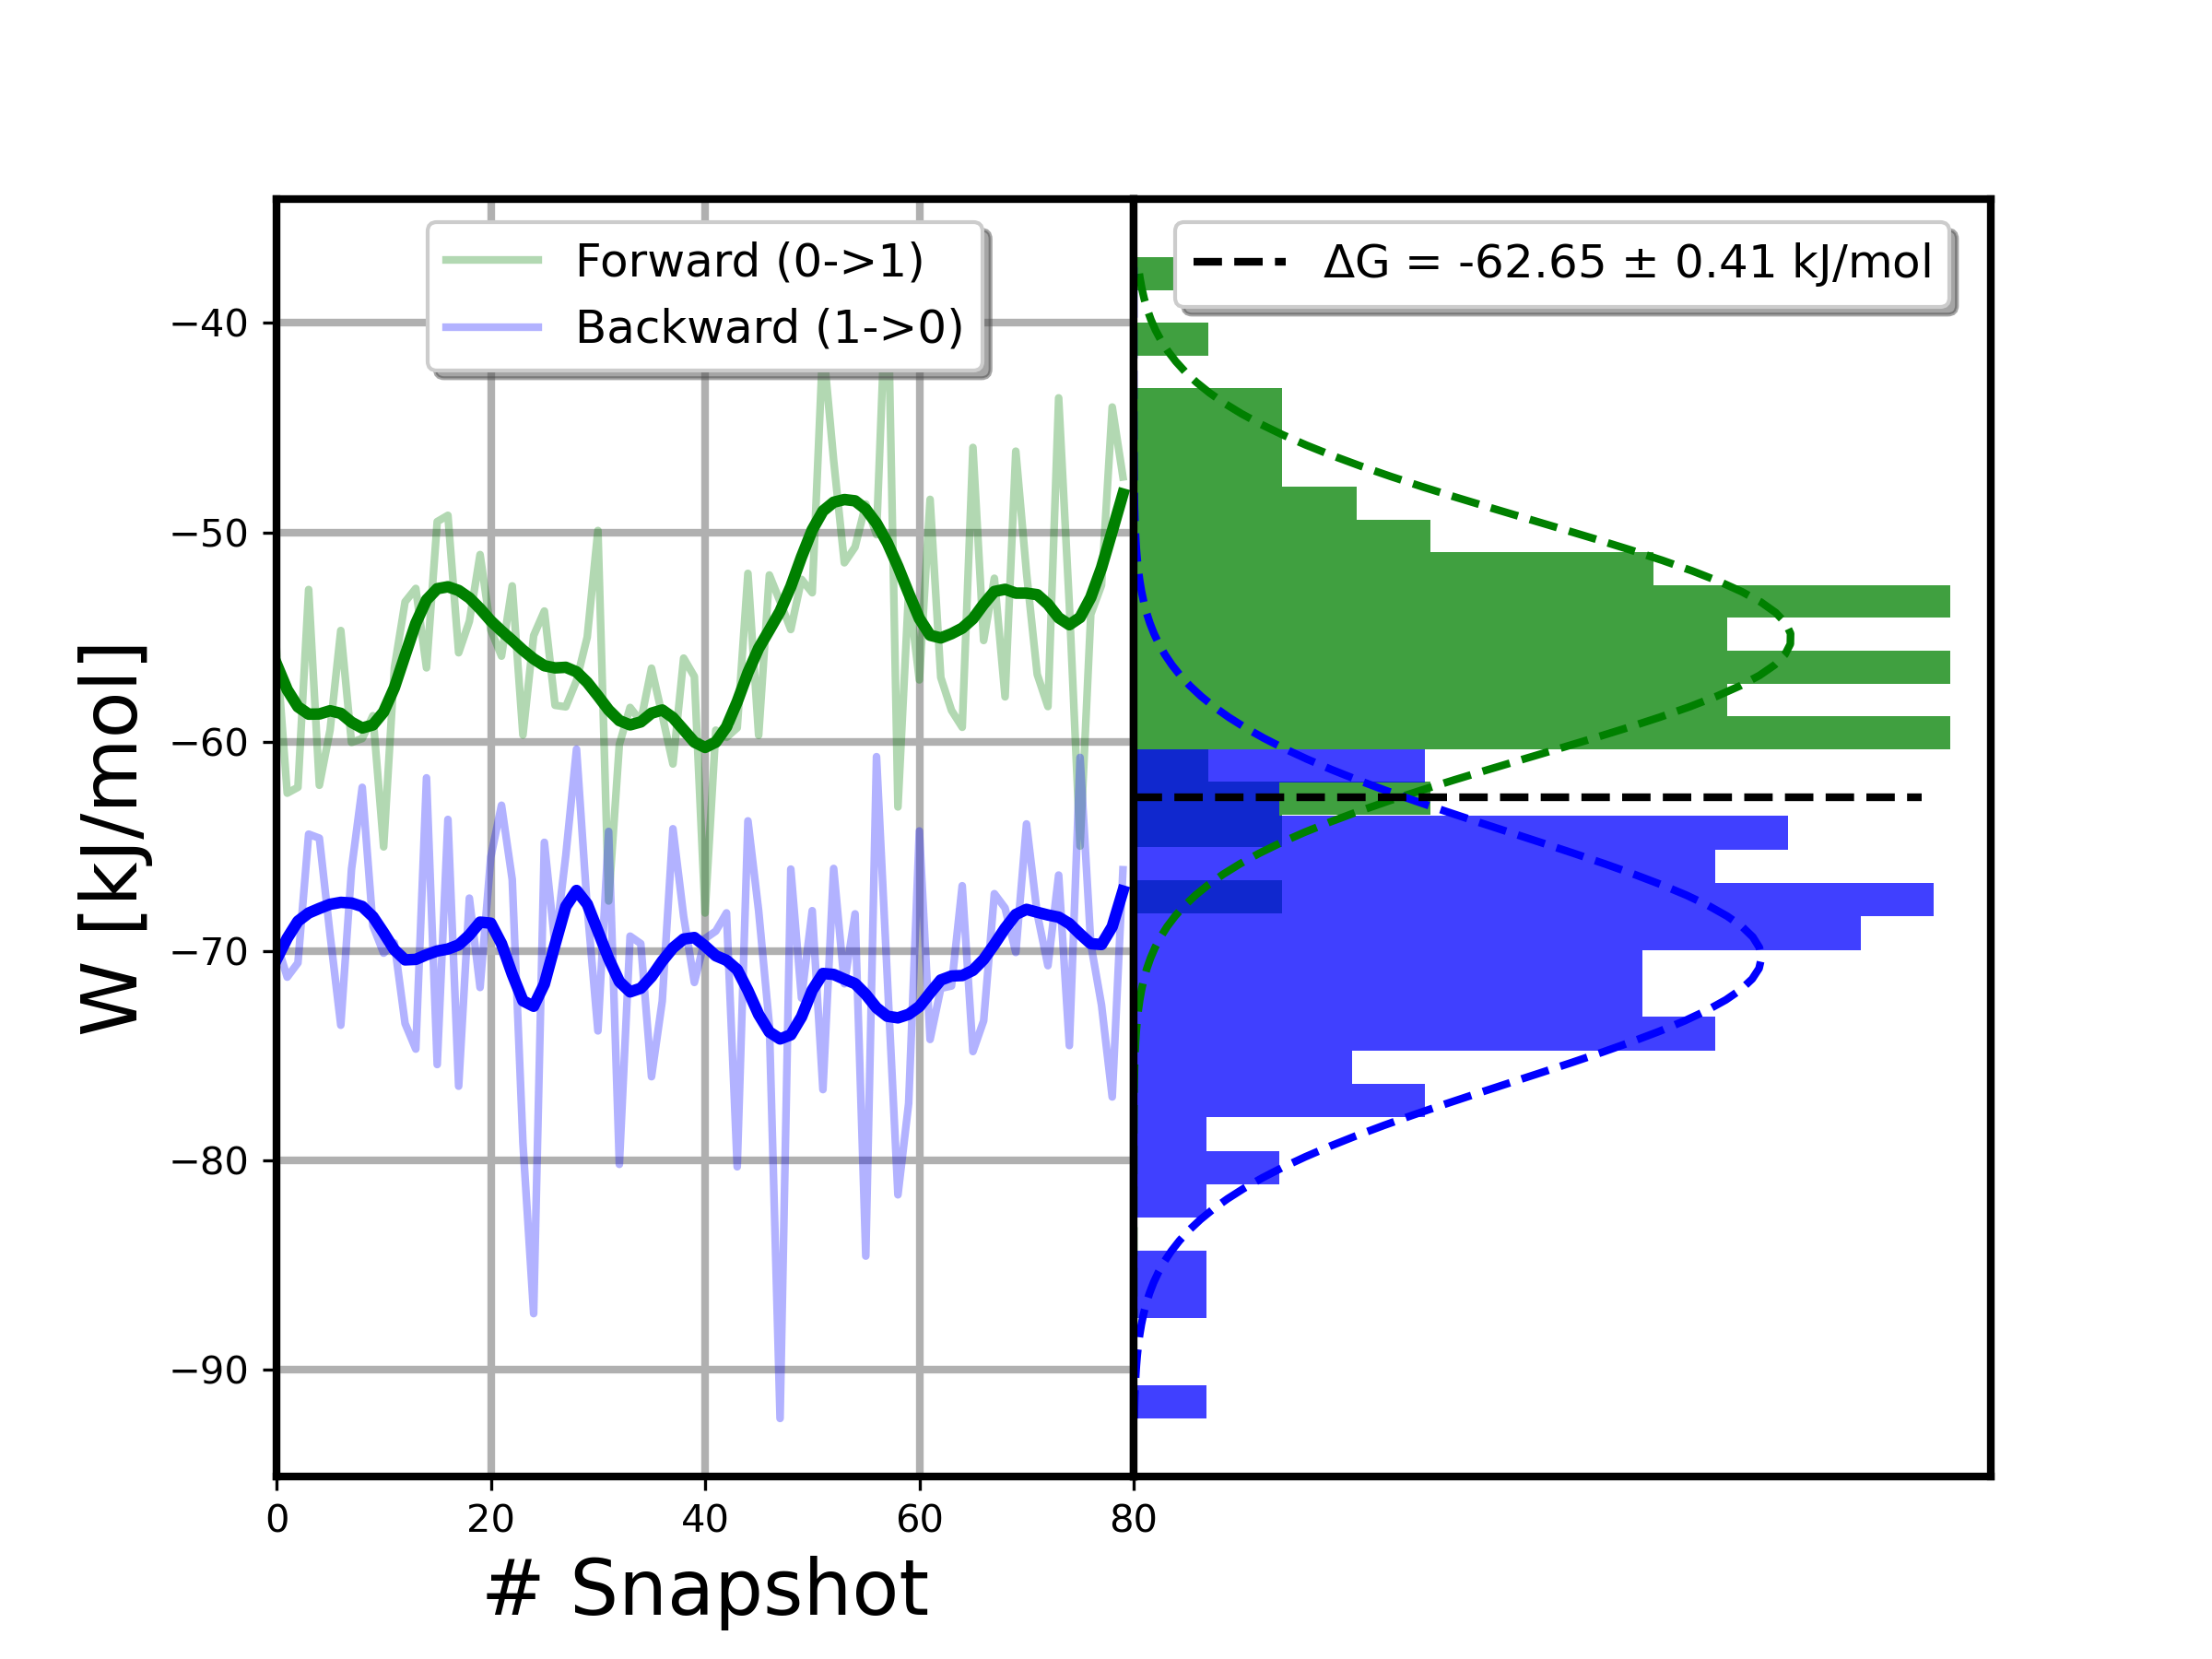 Forward (0->1)
Backward (1->0)
ΔG = -62.65 ± 0.41 kJ/mol
W [kJ/mol]
−40
−50
−60
−70
−80
−90
0 20 40 60 80
# Snapshot